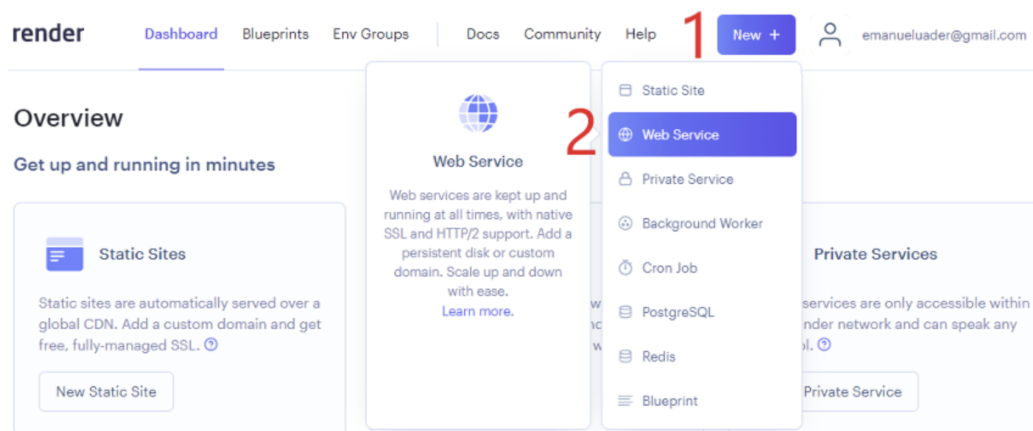 render
Dashboard
Blueprints
Env Groups
Docs
Community
Help
1
New +
emanueluader@gmail.com
Overview
Get up and running in minutes
Static Sites
Static sites are automatically served over a
global CDN. Add a custom domain and get
free, fully-managed SSL.
New Static Site
Web Service
Web services are kept up and
running at all times, with native
SSL and HTTP/2 support. Add a
persistent disk or custom
domain. Scale up and down
with ease.
Learn more.
2
Static Site
Web Service
Private Service
Background Worker
Cron Job
PostgreSQL
Redis
Blueprint
Private Services
services are only accessible within
network and can speak any
Private Service